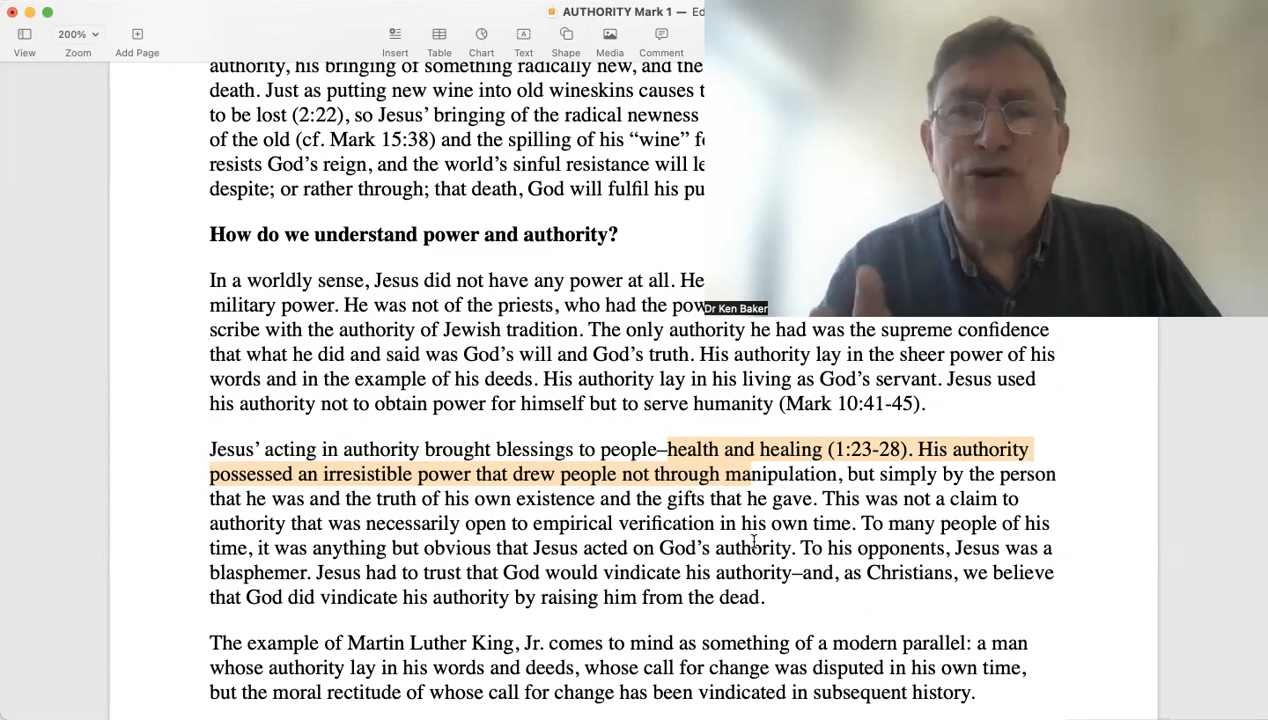 AUTHORITY Mark 1 — Ed
200%
View
Zoom
Add Page
Insert
Table
Chart
Text
Shape
Media
Comment
authority, his bringing of something radically new, and the
death. Just as putting new wine into old wineskins causes t
to be lost (2:22), so Jesus’ bringing of the radical newness
of the old (cf. Mark 15:38) and the spilling of his “wine” f
resists God’s reign, and the world’s sinful resistance will le
despite; or rather through; that death, God will fulfil his pu
How do we understand power and authority?
In a worldly sense, Jesus did not have any power at all. He
military power. He was not of the priests, who had the pow
Dr Ken Baker
scribe with the authority of Jewish tradition. The only authority he had was the supreme confidence
that what he did and said was God’s will and God’s truth. His authority lay in the sheer power of his
words and in the example of his deeds. His authority lay in his living as God’s servant. Jesus used
his authority not to obtain power for himself but to serve humanity (Mark 10:41-45).
Jesus’ acting in authority brought blessings to people–health and healing (1:23-28). His authority
possessed an irresistible power that drew people not through manipulation, but simply by the person
that he was and the truth of his own existence and the gifts that he gave. This was not a claim to
authority that was necessarily open to empirical verification in his own time. To many people of his
time, it was anything but obvious that Jesus acted on God’s authority. To his opponents, Jesus was a
blasphemer. Jesus had to trust that God would vindicate his authority–and, as Christians, we believe
that God did vindicate his authority by raising him from the dead.
The example of Martin Luther King, Jr. comes to mind as something of a modern parallel: a man
whose authority lay in his words and deeds, whose call for change was disputed in his own time,
but the moral rectitude of whose call for change has been vindicated in subsequent history.